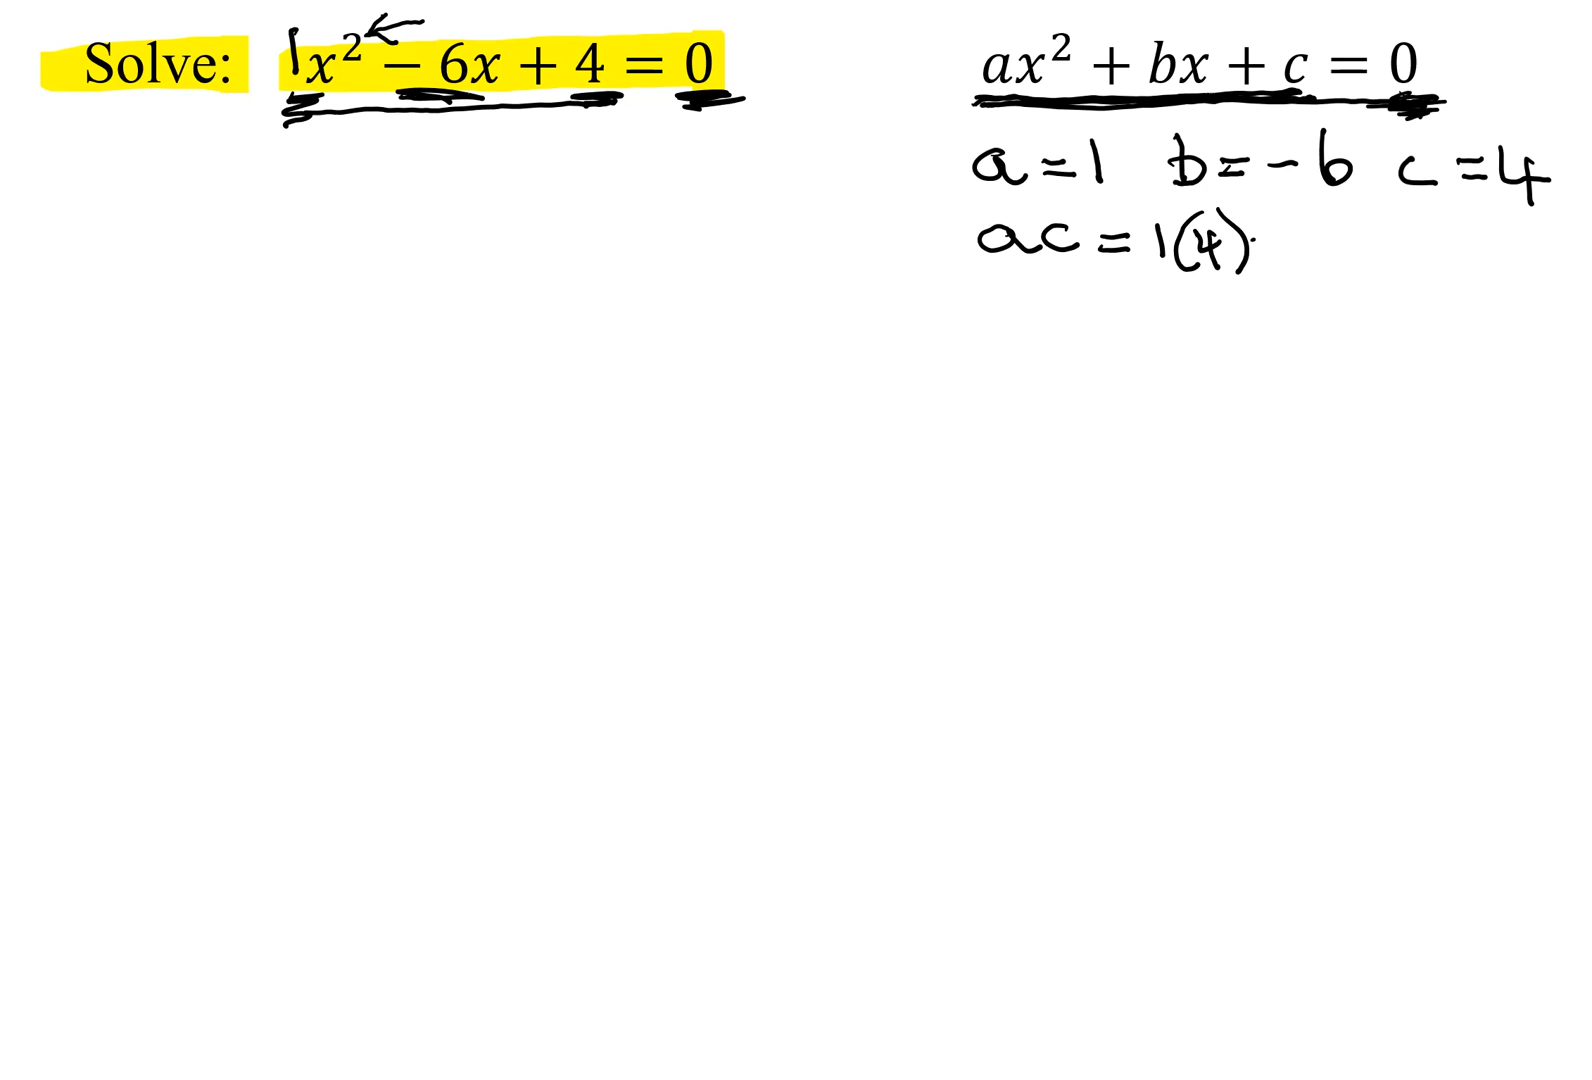 Solve: 1x² − 6x + 4 = 0
ax² + bx + c = 0
a = 1 b = -6 c = 4
ac = 1(4)